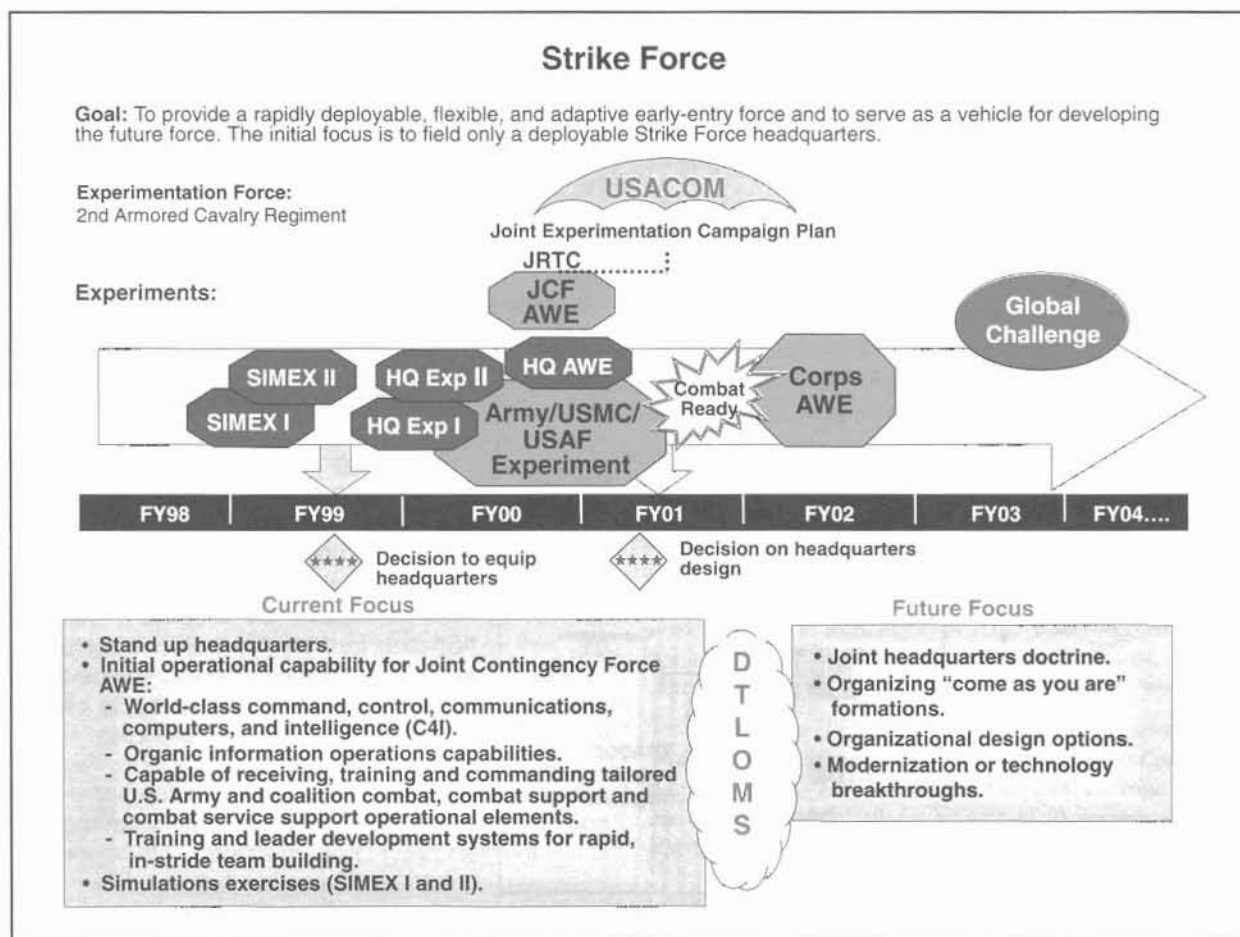 Strike Force
Goal: To provide a rapidly deployable, flexible, and adaptive early-entry force and to serve as a vehicle for developing
the future force. The initial focus is to field only a deployable Strike Force headquarters.
Experimentation Force:
2nd Armored Cavalry Regiment
USACOM
Joint Experimentation Campaign Plan
JRTC
Experiments:
JCF
AWE
Global
Challenge
SIMEX II
SIMEX I
HQ Exp II
HQ Exp I
HQ AWE
Army/USMC/
USAF
Experiment
Combat
Ready
Corps
AWE
FY98 FY99 FY00 FY01 FY02 FY03 FY04....
★★★★ Decision to equip
headquarters
★★★★ Decision on headquarters
design
Current Focus
• Stand up headquarters.
• Initial operational capability for Joint Contingency Force
AWE:
- World-class command, control, communications,
computers, and intelligence (C4I).
- Organic information operations capabilities.
- Capable of receiving, training and commanding tailored
U.S. Army and coalition combat, combat support and
combat service support operational elements.
- Training and leader development systems for rapid,
in-stride team building.
• Simulations exercises (SIMEX I and II).
D
T
L
O
M
S
Future Focus
• Joint headquarters doctrine.
• Organizing “come as you are”
formations.
• Organizational design options.
• Modernization or technology
breakthroughs.